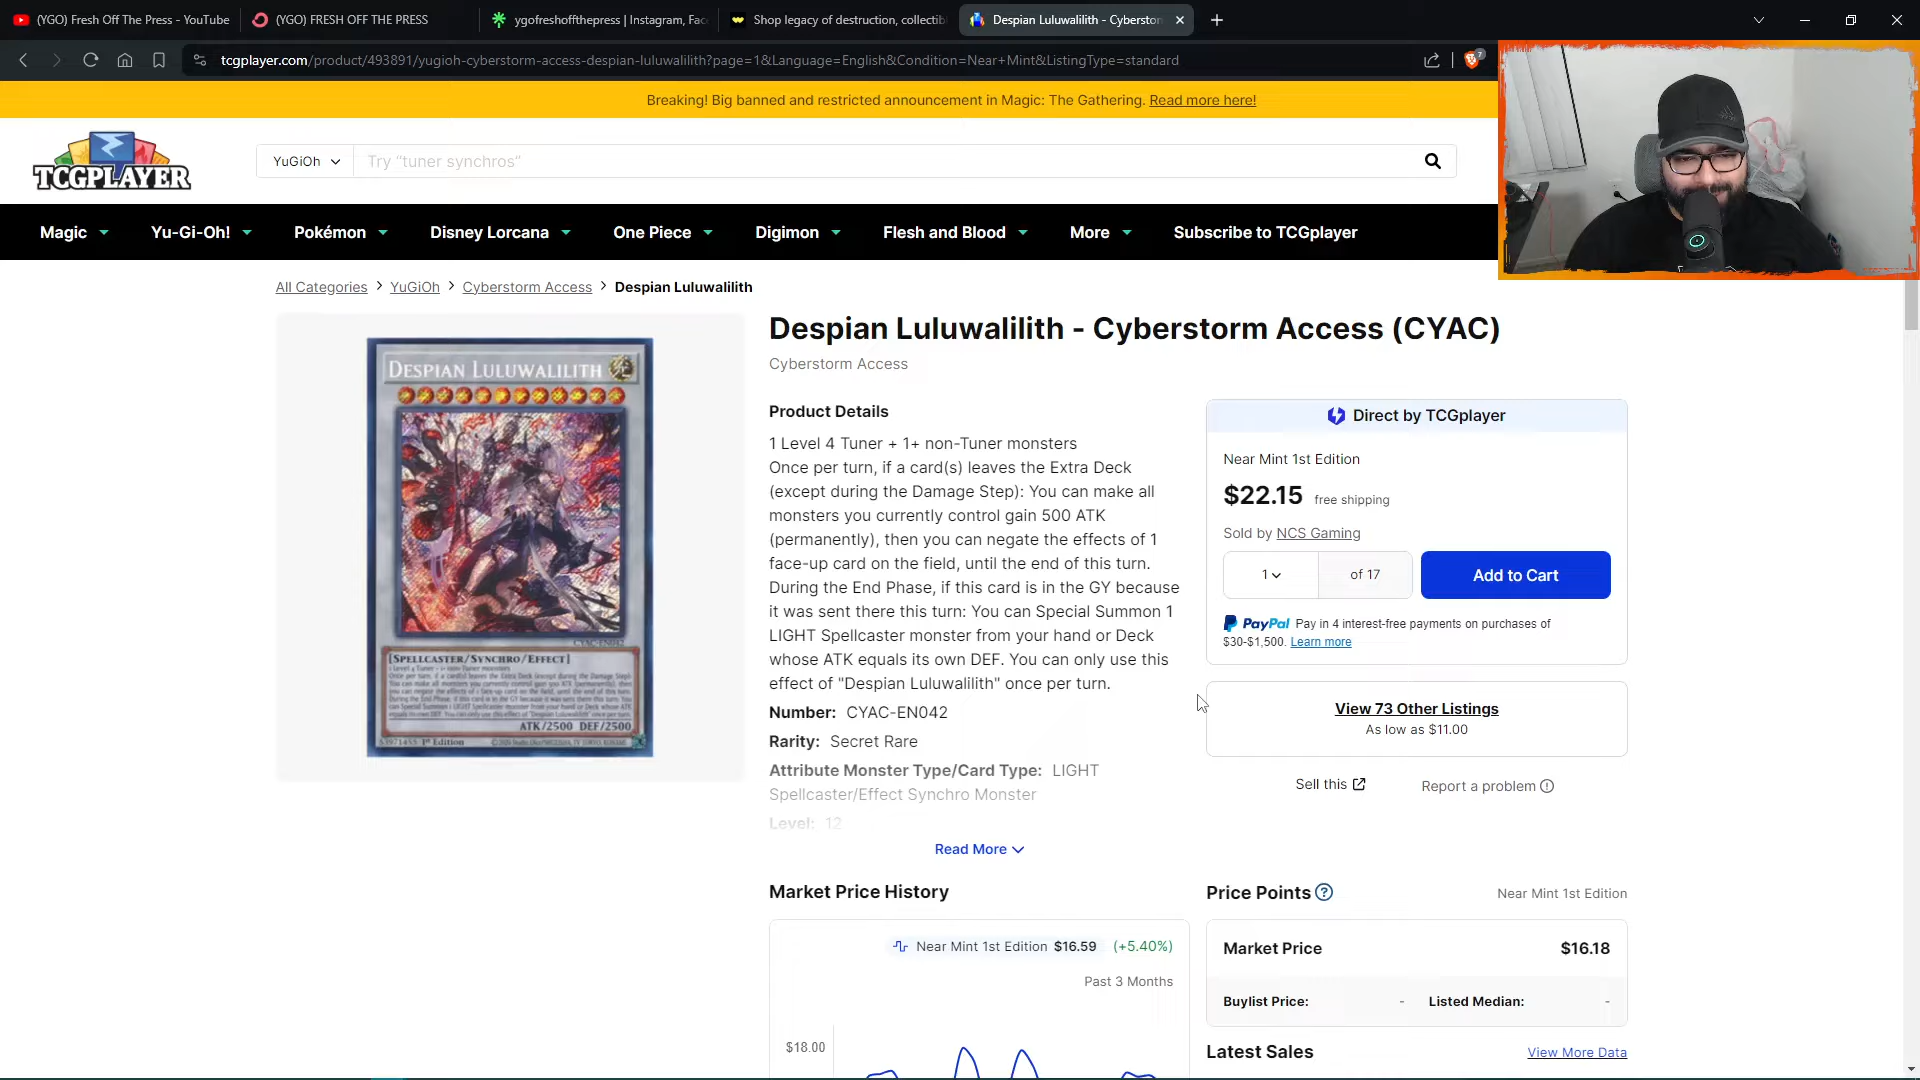 (YGO) Fresh Off The Press - YouTube
(YGO) FRESH OFF THE PRESS
ygofreshoffthepress | Instagram, Fac
Shop legacy of destruction, collectib
Despian Luluwalilith - Cyberstor
tcgplayer.com/product/493891/yugioh-cyberstorm-access-despian-luluwalilith?page=1&Language=English&Condition=Near+Mint&ListingType=standard
7
Breaking! Big banned and restricted announcement in Magic: The Gathering. Read more here!
TCGPLAYER
YuGiOh
Try "tuner synchros"
Magic
Yu-Gi-Oh!
Pokémon
Disney Lorcana
One Piece
Digimon
Flesh and Blood
More
Subscribe to TCGplayer
All Categories > YuGiOh > Cyberstorm Access > Despian Luluwalilith
DESPIAN LULUWALILITH
CYAC-EN042
[SPELLCASTER/SYNCHRO/EFFECT]
ATK/2500 DEF/2500
1st Edition
Despian Luluwalilith - Cyberstorm Access (CYAC)
Cyberstorm Access
Product Details
1 Level 4 Tuner + 1+ non-Tuner monsters
Once per turn, if a card(s) leaves the Extra Deck
(except during the Damage Step): You can make all
monsters you currently control gain 500 ATK
(permanently), then you can negate the effects of 1
face-up card on the field, until the end of this turn.
During the End Phase, if this card is in the GY because
it was sent there this turn: You can Special Summon 1
LIGHT Spellcaster monster from your hand or Deck
whose ATK equals its own DEF. You can only use this
effect of "Despian Luluwalilith" once per turn.
Number: CYAC-EN042
Rarity: Secret Rare
Attribute Monster Type/Card Type: LIGHT
Spellcaster/Effect Synchro Monster
Level: 12
Read More
Direct by TCGplayer
Near Mint 1st Edition
$22.15 free shipping
Sold by NCS Gaming
1 of 17
Add to Cart
PayPal Pay in 4 interest-free payments on purchases of
$30-$1,500. Learn more
View 73 Other Listings
As low as $11.00
Sell this
Report a problem
Market Price History
Near Mint 1st Edition $16.59 (+5.40%)
Past 3 Months
$18.00
Price Points
Near Mint 1st Edition
Market Price $16.18
Buylist Price: - Listed Median: -
Latest Sales
View More Data